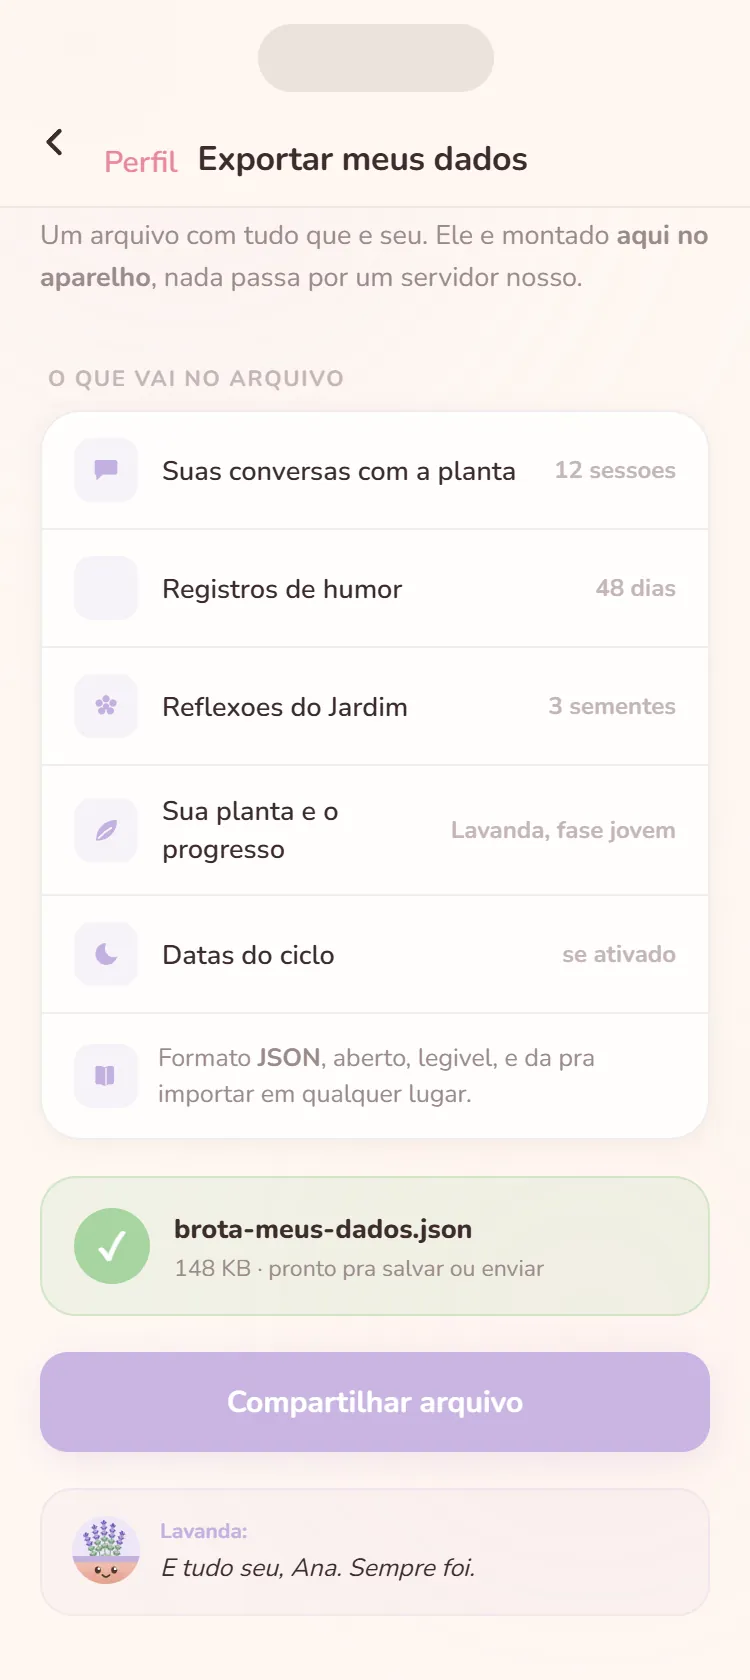 Perfil Exportar meus dados
Um arquivo com tudo que e seu. Ele e montado aqui no
aparelho, nada passa por um servidor nosso.
O QUE VAI NO ARQUIVO
Suas conversas com a planta 12 sessoes
Registros de humor 48 dias
Reflexoes do Jardim 3 sementes
Sua planta e o
progresso
Lavanda, fase jovem
Datas do ciclo se ativado
Formato JSON, aberto, legivel, e da pra
importar em qualquer lugar.
brota-meus-dados.json
148 KB · pronto pra salvar ou enviar
Compartilhar arquivo
Lavanda:
E tudo seu, Ana. Sempre foi.